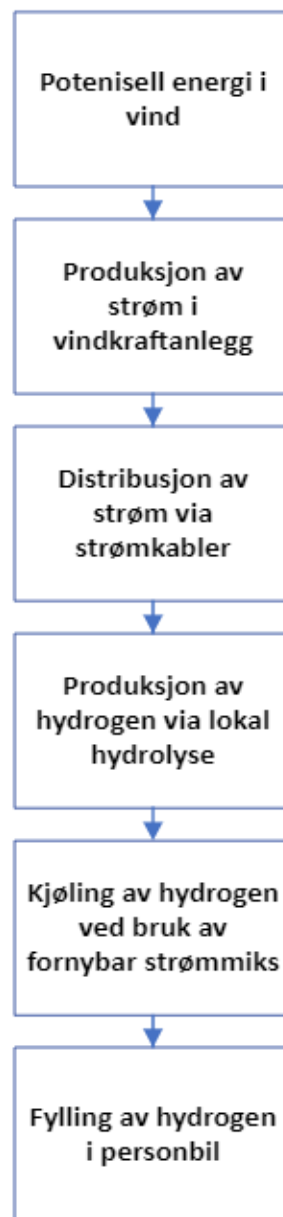 Potenisell energi i
vind
Produksjon av
strøm i
vindkraftanlegg
Distribusjon av
strøm via
strømkabler
Produksjon av
hydrogen via lokal
hydrolyse
Kjøling av hydrogen
ved bruk av
fornybar strømmiks
Fylling av hydrogen
i personbil